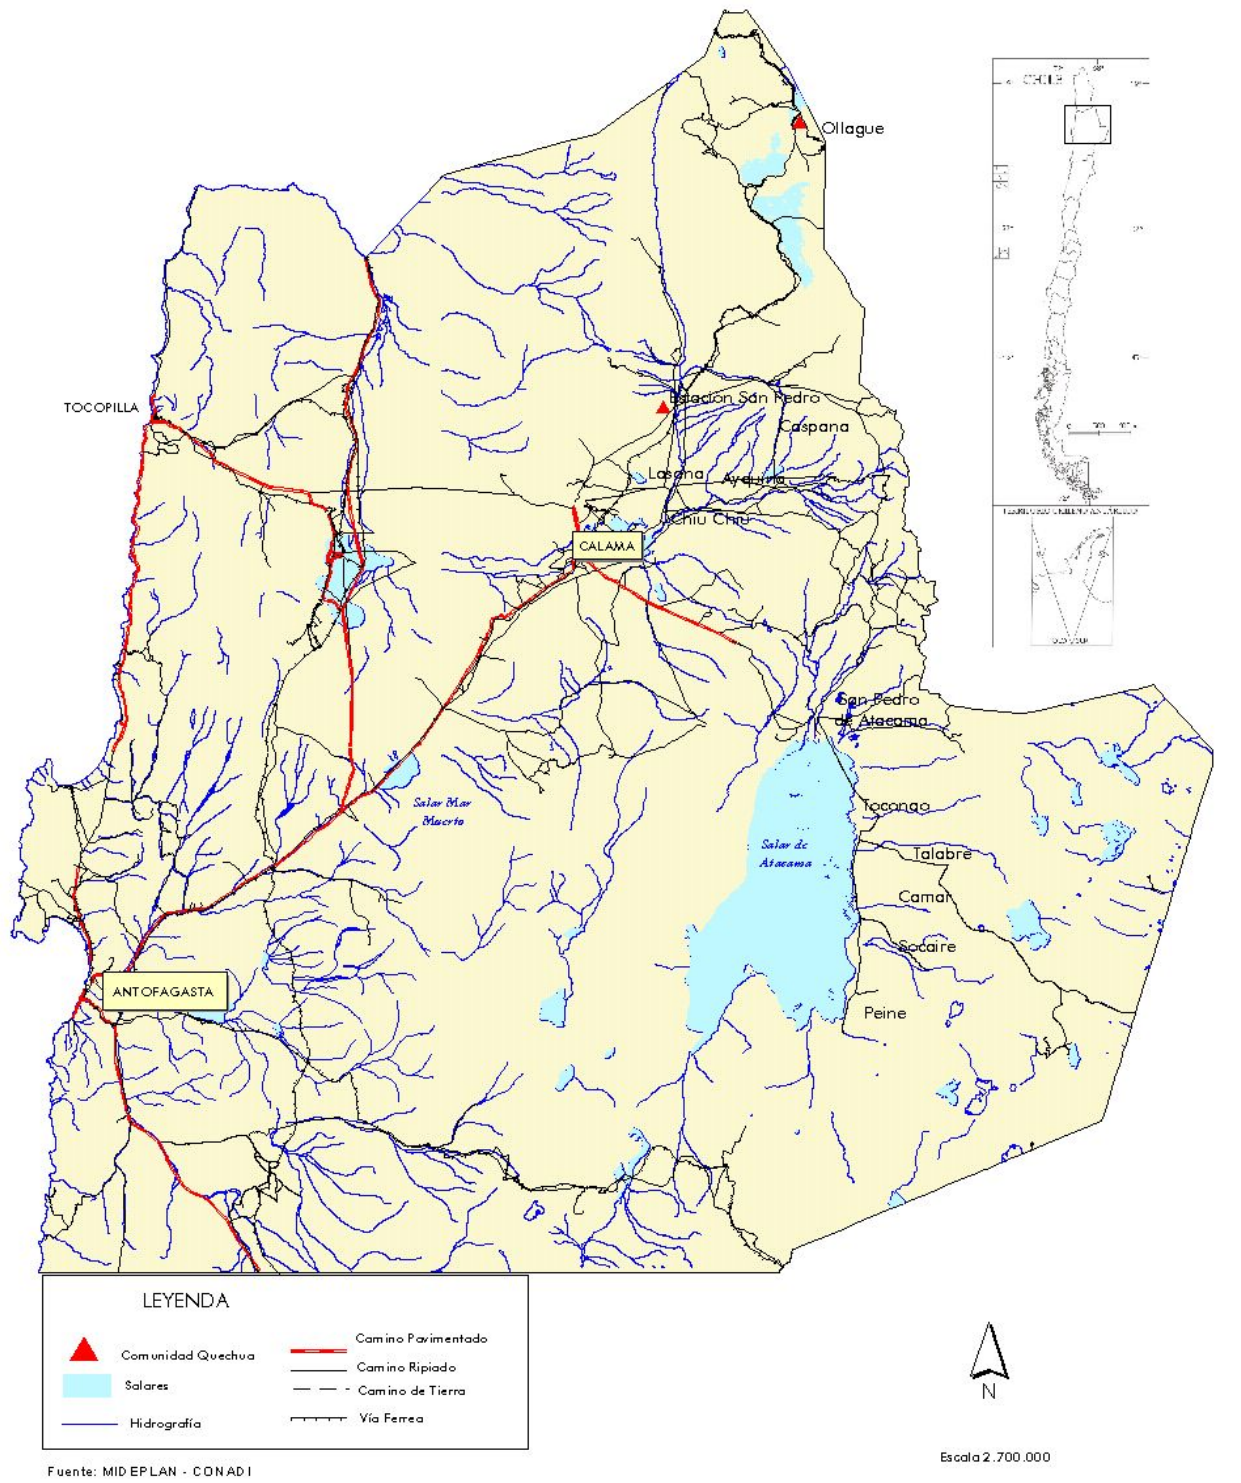 CHILE
Ollague
TOCOPILLA
Estacion San Pedro
Caspana
Lasana
Ayquina
Chiu Chiu
CALAMA
San Pedro
de Atacama
Salar Mar
Muerto
Toconao
Salar de
Atacama
Talabre
Camar
Socaire
ANTOFAGASTA
Peine
LEYENDA
Comunidad Quechua
Salares
Hidrografía
Camino Pavimentado
Camino Ripiado
Camino de Tierra
Vía Ferrea
N
Escala 2.700.000
Fuente: MIDEPLAN - CONADI